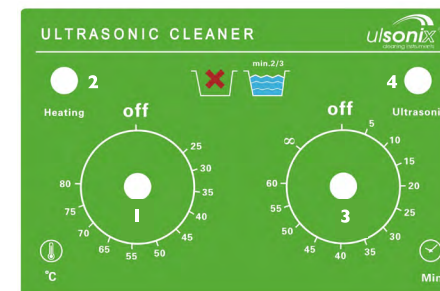 ULTRASONIC CLEANER
ulsonix
cleaning instruments
min.2/3
2
4
Heating
Ultrasoni
off
25
30
35
40
45
50
55
65
70
75
80
1
off
5
10
15
20
25
30
35
40
45
50
55
60
∞
3
°C
Min